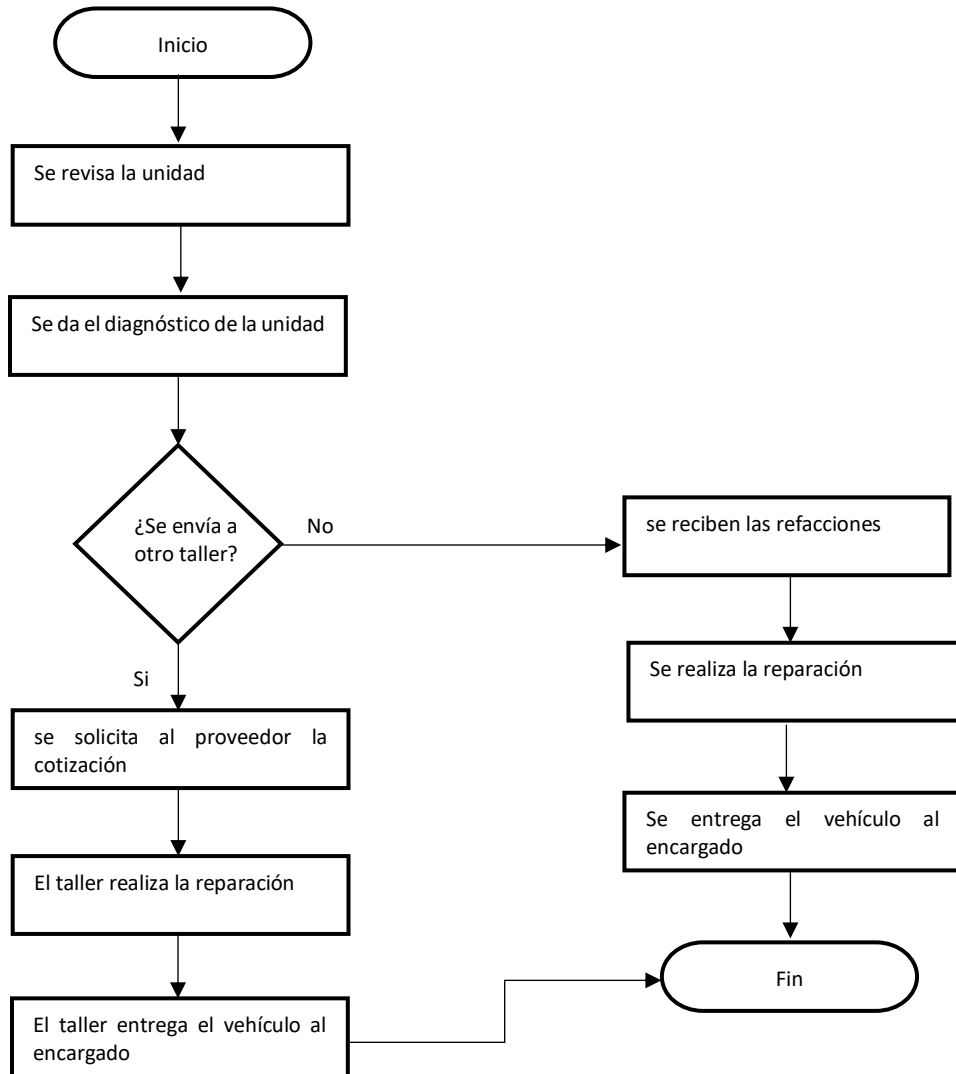 Inicio
Se revisa la unidad
Se da el diagnóstico de la unidad
¿Se envía a
otro taller?
No
se reciben las refacciones
Se realiza la reparación
Se entrega el vehículo al
encargado
Si
se solicita al proveedor la
cotización
El taller realiza la reparación
El taller entrega el vehículo al
encargado
Fin